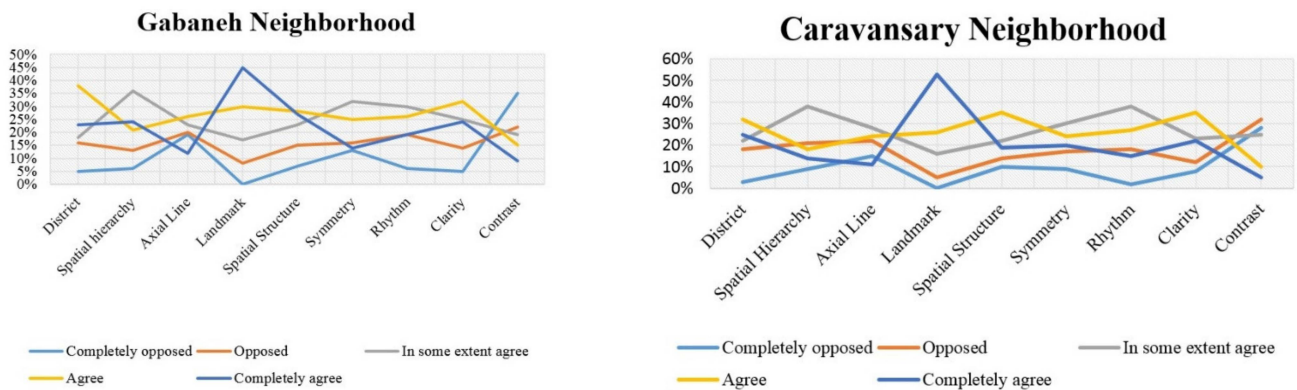 Gabaneh Neighborhood
50%
45%
40%
35%
30%
25%
20%
15%
10%
5%
0%
District
Spatial hierarchy
Axial Line
Landmark
Spatial Structure
Symmetry
Rhythm
Clarity
Contrast
Completely opposed Opposed In some extent agree
Agree Completely agree
Caravansary Neighborhood
60%
50%
40%
30%
20%
10%
0%
District
Spatial Hierarchy
Axial Line
Landmark
Spatial Structure
Symmetry
Rhythm
Clarity
Contrast
Completely opposed Opposed In some extent agree
Agree Completely agree